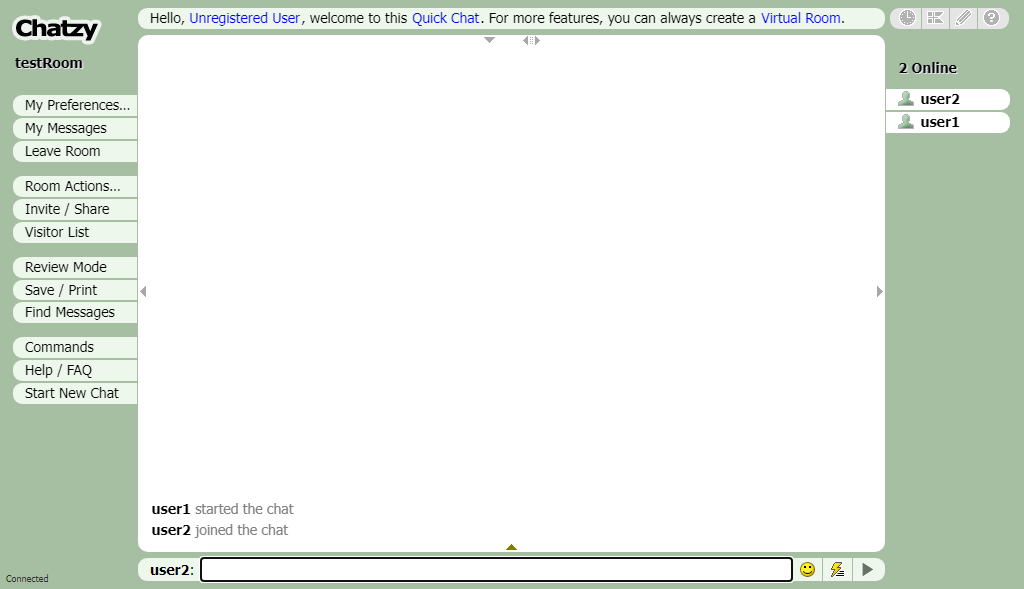 Chatzy
testRoom
My Preferences...
My Messages
Leave Room
Room Actions...
Invite / Share
Visitor List
Review Mode
Save / Print
Find Messages
Commands
Help / FAQ
Start New Chat
Connected
Hello, Unregistered User, welcome to this Quick Chat. For more features, you can always create a Virtual Room.
user1 started the chat
user2 joined the chat
user2:
?
2 Online
user2
user1